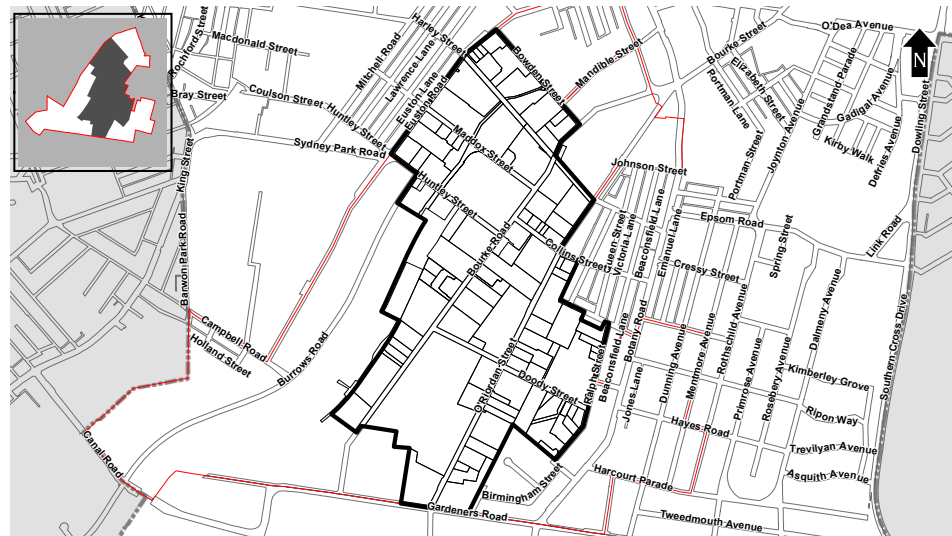 O'Dea Avenue
Rochford Street
Macdonald Street
Mitchell Road
Harley Street
Lawrence Lane
Euston Lane
Euston Road
Bowden Street
Mandible Street
Bourke Street
Elizabeth Street
Portman Lane
Grandstand Parade
Gadigal Avenue
N
Dowling Street
Bray Street
Coulson Street
Huntley Street
Sydney Park Road
Maddox Street
Johnson Street
Portman Street
Joynton Avenue
Kirby Walk
Defries Avenue
King Street
Huntley Street
Bourke Road
Collins Street
Queen Street
Victoria Lane
Beaconsfield Lane
Emanuel Lane
Epsom Road
Link Road
Spring Street
Cressy Street
Barwon Park Road
Campbell Road
Holland Street
Burrows Road
O'Riordan Street
Doody Street
Ralph Street
Beaconsfield Lane
Botany Road
Jones Lane
Dunning Avenue
Mentmore Avenue
Rothschild Avenue
Primrose Avenue
Rosebery Avenue
Dalmeny Avenue
Southern Cross Drive
Kimberley Grove
Ripon Way
Hayes Road
Trevilyan Avenue
Asquith Avenue
Canal Road
Harcourt Parade
Birmingham Street
Gardeners Road
Tweedmouth Avenue